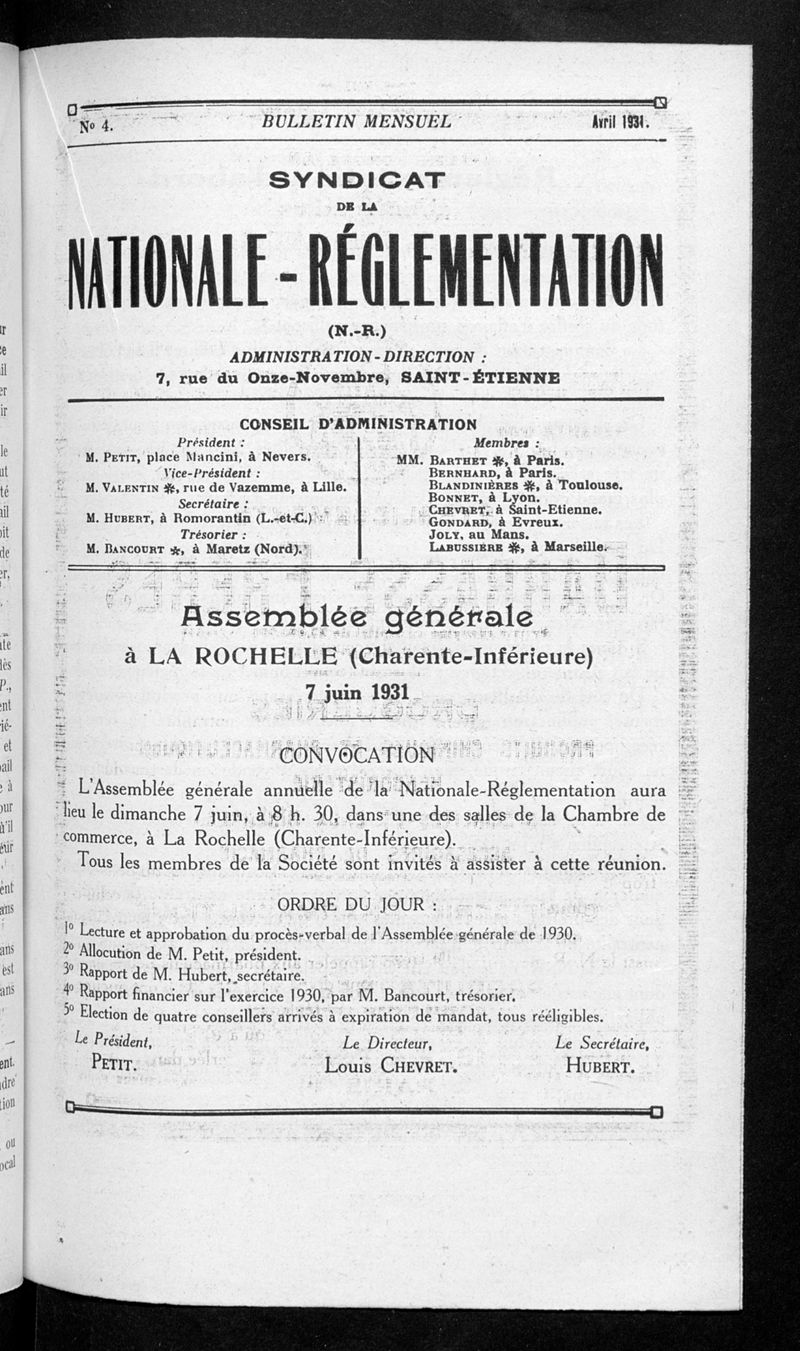 Nº 4. BULLETIN MENSUEL Avril 1931.
SYNDICAT
DE LA
NATIONALE-RÉGLEMENTATION
(N.-R.)
ADMINISTRATION-DIRECTION :
7, rue du Onze-Novembre, SAINT-ÉTIENNE
CONSEIL D'ADMINISTRATION
Président :
M. PETIT, place Mancini, à Nevers.
Vice-Président :
M. VALENTIN ✻, rue de Vazemme, à Lille.
Secrétaire :
M. HUBERT, à Romorantin (L.-et-C.)
Trésorier :
M. BANCOURT ✻, à Maretz (Nord).
Membres :
MM. BARTHET ✻, à Paris.
BERNHARD, à Paris.
BLANDINIÈRES ✻, à Toulouse.
BONNET, à Lyon.
CHEVRET, à Saint-Etienne.
GONDARD, à Evreux.
JOLY, au Mans.
LABUSSIÈRE ✻, à Marseille.
Assemblée générale
à LA ROCHELLE (Charente-Inférieure)
7 juin 1931
CONVOCATION
L'Assemblée générale annuelle de la Nationale-Réglementation aura
lieu le dimanche 7 juin, à 8 h. 30, dans une des salles de la Chambre de
commerce, à La Rochelle (Charente-Inférieure).
Tous les membres de la Société sont invités à assister à cette réunion.
ORDRE DU JOUR :
1º Lecture et approbation du procès-verbal de l'Assemblée générale de 1930.
2º Allocution de M. Petit, président.
3º Rapport de M. Hubert, secrétaire.
4º Rapport financier sur l'exercice 1930, par M. Bancourt, trésorier.
5º Election de quatre conseillers arrivés à expiration de mandat, tous rééligibles.
Le Président, Le Directeur, Le Secrétaire,
PETIT. Louis CHEVRET. HUBERT.